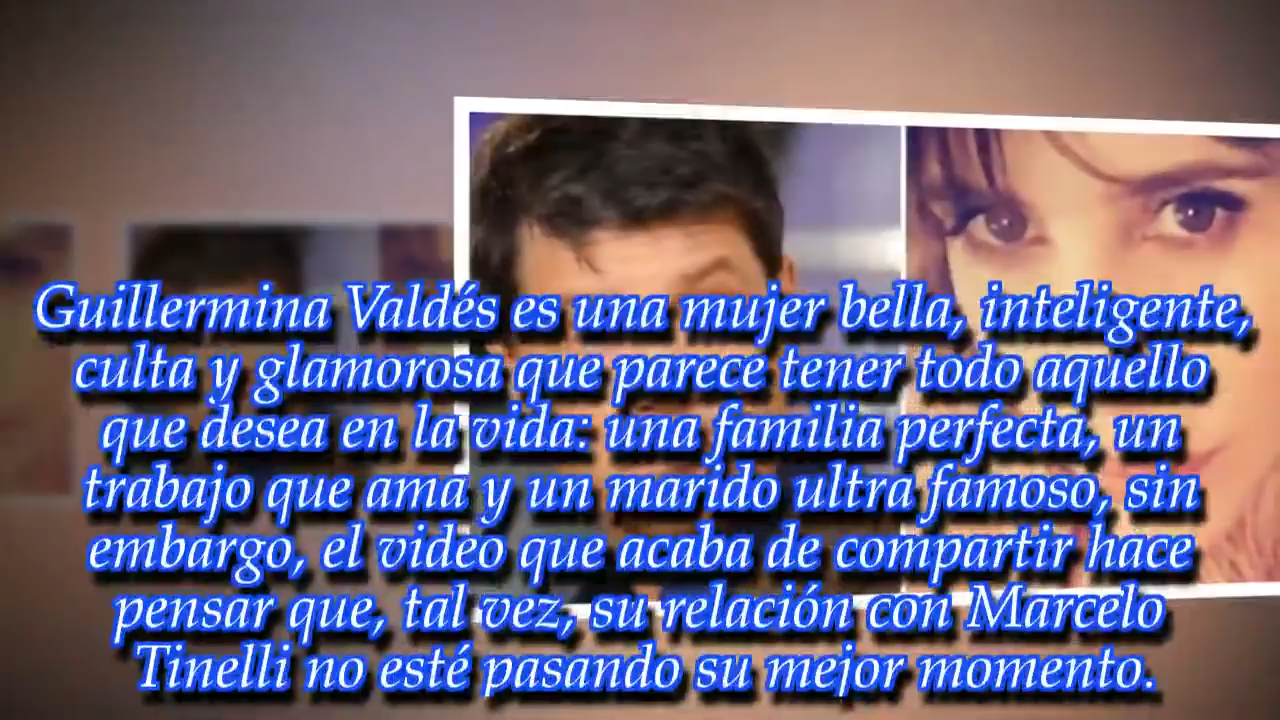 Guillermina Valdés es una mujer bella, inteligente,
culta y glamorosa que parece tener todo aquello
que desea en la vida: una familia perfecta, un
trabajo que ama y un marido ultra famoso, sin
embargo, el video que acaba de compartir hace
pensar que, tal vez, su relación con Marcelo
Tinelli no esté pasando su mejor momento.